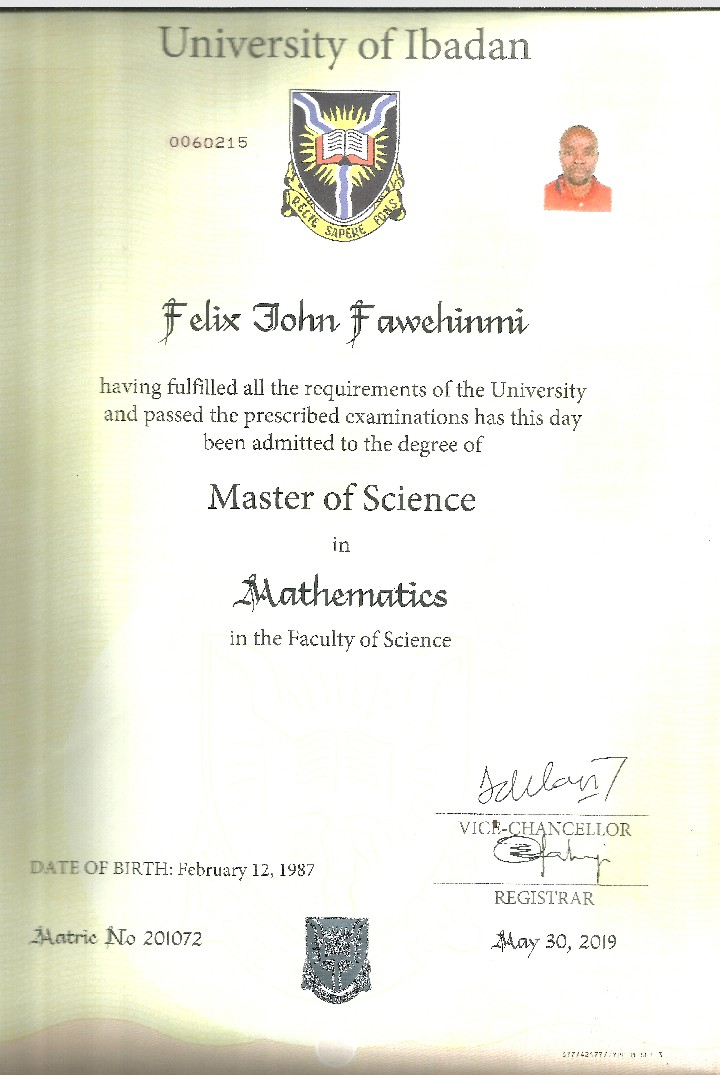 University of Ibadan
0060215
RECTE SAPERE FONS
Felix John Fawehinmi
having fulfilled all the requirements of the University
and passed the prescribed examinations has this day
been admitted to the degree of
Master of Science
in
Mathematics
in the Faculty of Science
VICE-CHANCELLOR
DATE OF BIRTH: February 12, 1987
REGISTRAR
Matric No 201072
May 30, 2019